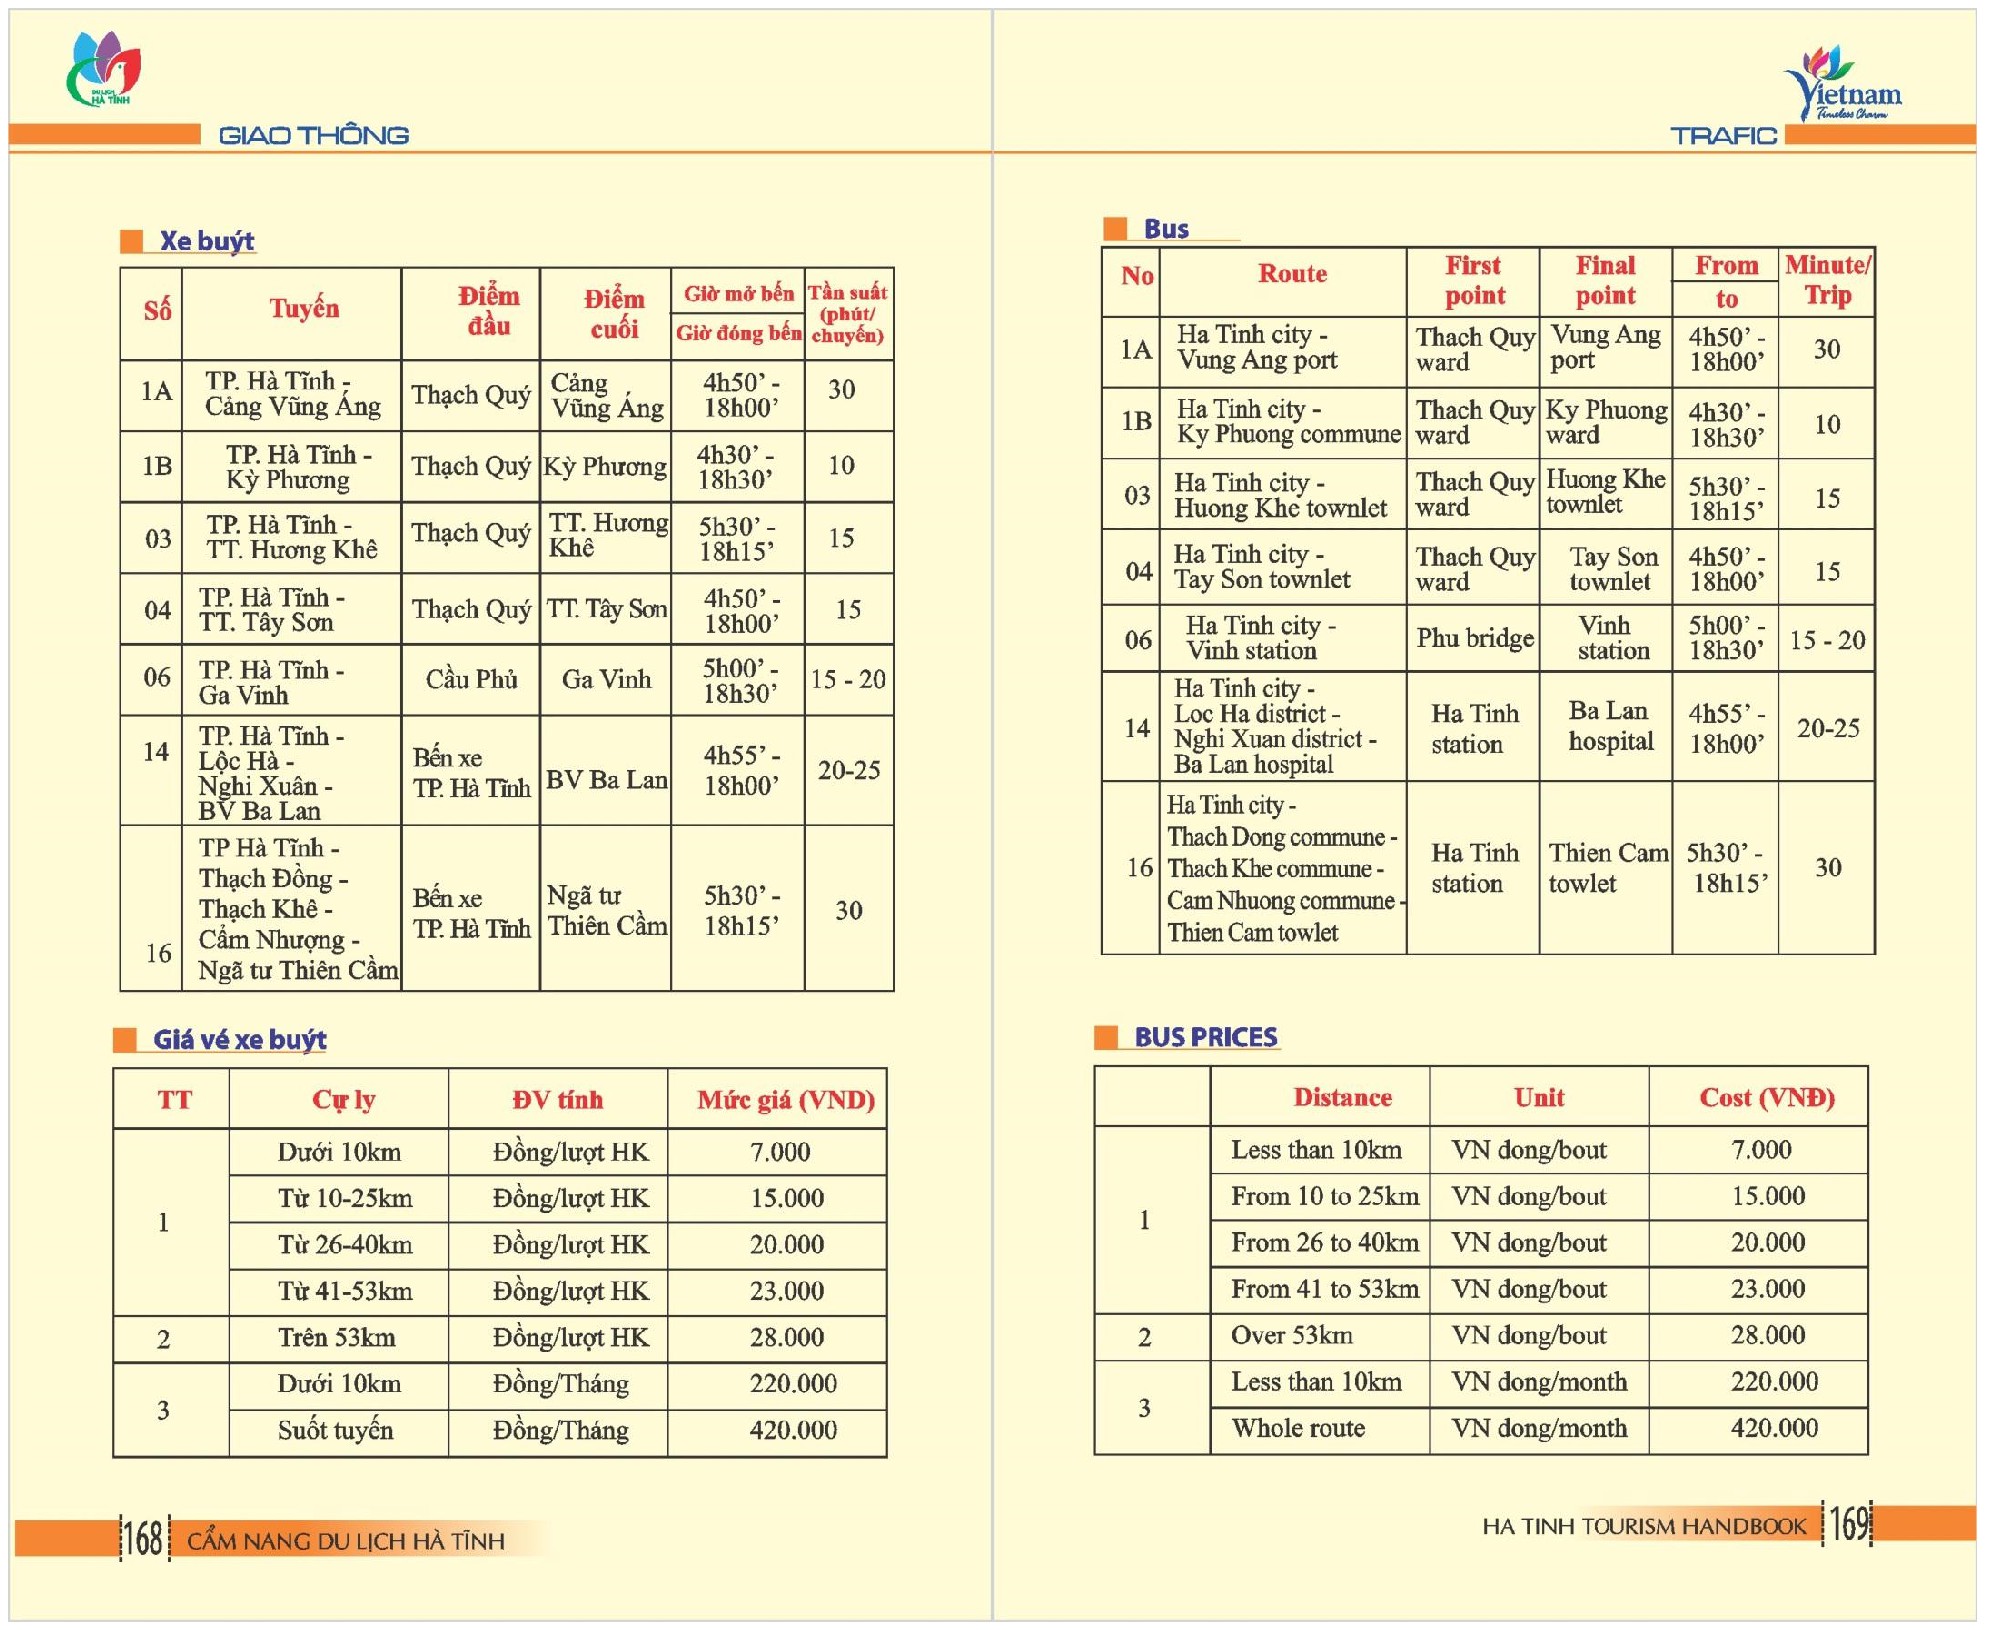 DU LỊCH
HÀ TĨNH
GIAO THÔNG
Xe buýt
Số Tuyến Điểm đầu Điểm cuối Giờ mở bến Giờ đóng bến Tần suất (phút/ chuyến)
1A TP. Hà Tĩnh - Cảng Vũng Áng Thạch Quý Cảng Vũng Áng 4h50’ - 18h00’ 30
1B TP. Hà Tĩnh - Kỳ Phương Thạch Quý Kỳ Phương 4h30’ - 18h30’ 10
03 TP. Hà Tĩnh - TT. Hương Khê Thạch Quý TT. Hương Khê 5h30’ - 18h15’ 15
04 TP. Hà Tĩnh - TT. Tây Sơn Thạch Quý TT. Tây Sơn 4h50’ - 18h00’ 15
06 TP. Hà Tĩnh - Ga Vinh Cầu Phủ Ga Vinh 5h00’ - 18h30’ 15 - 20
14 TP. Hà Tĩnh - Lộc Hà - Nghi Xuân - BV Ba Lan Bến xe TP. Hà Tĩnh BV Ba Lan 4h55’ - 18h00’ 20-25
16 TP Hà Tĩnh - Thạch Đồng - Thạch Khê - Cẩm Nhượng - Ngã tư Thiên Cầm Bến xe TP. Hà Tĩnh Ngã tư Thiên Cầm 5h30’ - 18h15’ 30
Giá vé xe buýt
TT Cự ly ĐV tính Mức giá (VND)
1 Dưới 10km Đồng/lượt HK 7.000
Từ 10-25km Đồng/lượt HK 15.000
Từ 26-40km Đồng/lượt HK 20.000
Từ 41-53km Đồng/lượt HK 23.000
2 Trên 53km Đồng/lượt HK 28.000
3 Dưới 10km Đồng/Tháng 220.000
Suốt tuyến Đồng/Tháng 420.000
168 CẨM NANG DU LỊCH HÀ TĨNH
Vietnam
Timeless Charm
TRAFIC
Bus
No Route First point Final point From to Minute/ Trip
1A Ha Tinh city - Vung Ang port Thach Quy ward Vung Ang port 4h50’ - 18h00’ 30
1B Ha Tinh city - Ky Phuong commune Thach Quy ward Ky Phuong ward 4h30’ - 18h30’ 10
03 Ha Tinh city - Huong Khe townlet Thach Quy ward Huong Khe townlet 5h30’ - 18h15’ 15
04 Ha Tinh city - Tay Son townlet Thach Quy ward Tay Son townlet 4h50’ - 18h00’ 15
06 Ha Tinh city - Vinh station Phu bridge Vinh station 5h00’ - 18h30’ 15 - 20
14 Ha Tinh city - Loc Ha district - Nghi Xuan district - Ba Lan hospital Ha Tinh station Ba Lan hospital 4h55’ - 18h00’ 20-25
16 Ha Tinh city - Thach Dong commune - Thach Khe commune - Cam Nhuong commune - Thien Cam towlet Ha Tinh station Thien Cam towlet 5h30’ - 18h15’ 30
BUS PRICES
Distance Unit Cost (VNĐ)
1 Less than 10km VN dong/bout 7.000
From 10 to 25km VN dong/bout 15.000
From 26 to 40km VN dong/bout 20.000
From 41 to 53km VN dong/bout 23.000
2 Over 53km VN dong/bout 28.000
3 Less than 10km VN dong/month 220.000
Whole route VN dong/month 420.000
HA TINH TOURISM HANDBOOK 169